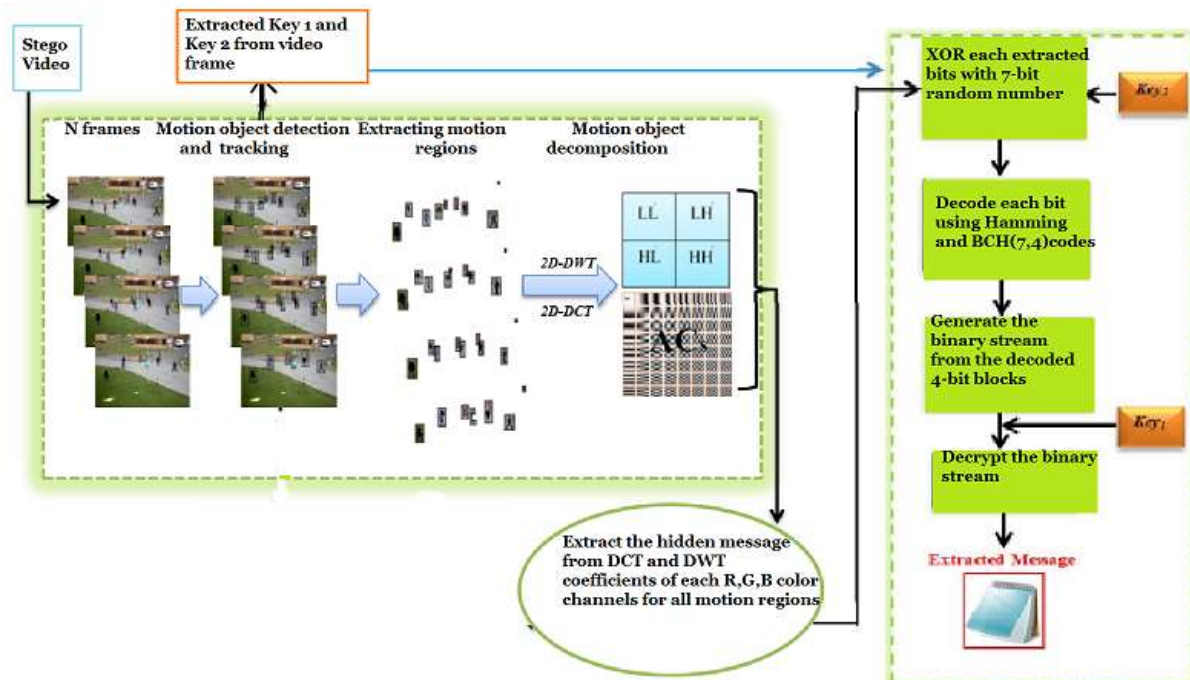 Stego
Video
Extracted Key 1 and
Key 2 from video
frame
N frames
Motion object detection
and tracking
Extracting motion
regions
Motion object
decomposition
2D-DWT
2D-DCT
LL
LH
HL
HH
ACs
Extract the hidden message
from DCT and DWT
coefficients of each R,G,B color
channels for all motion regions
XOR each extracted
bits with 7-bit
random number
Key2
Decode each bit
using Hamming
and BCH(7,4)codes
Generate the
binary stream
from the decoded
4-bit blocks
Key1
Decrypt the binary
stream
Extracted Message